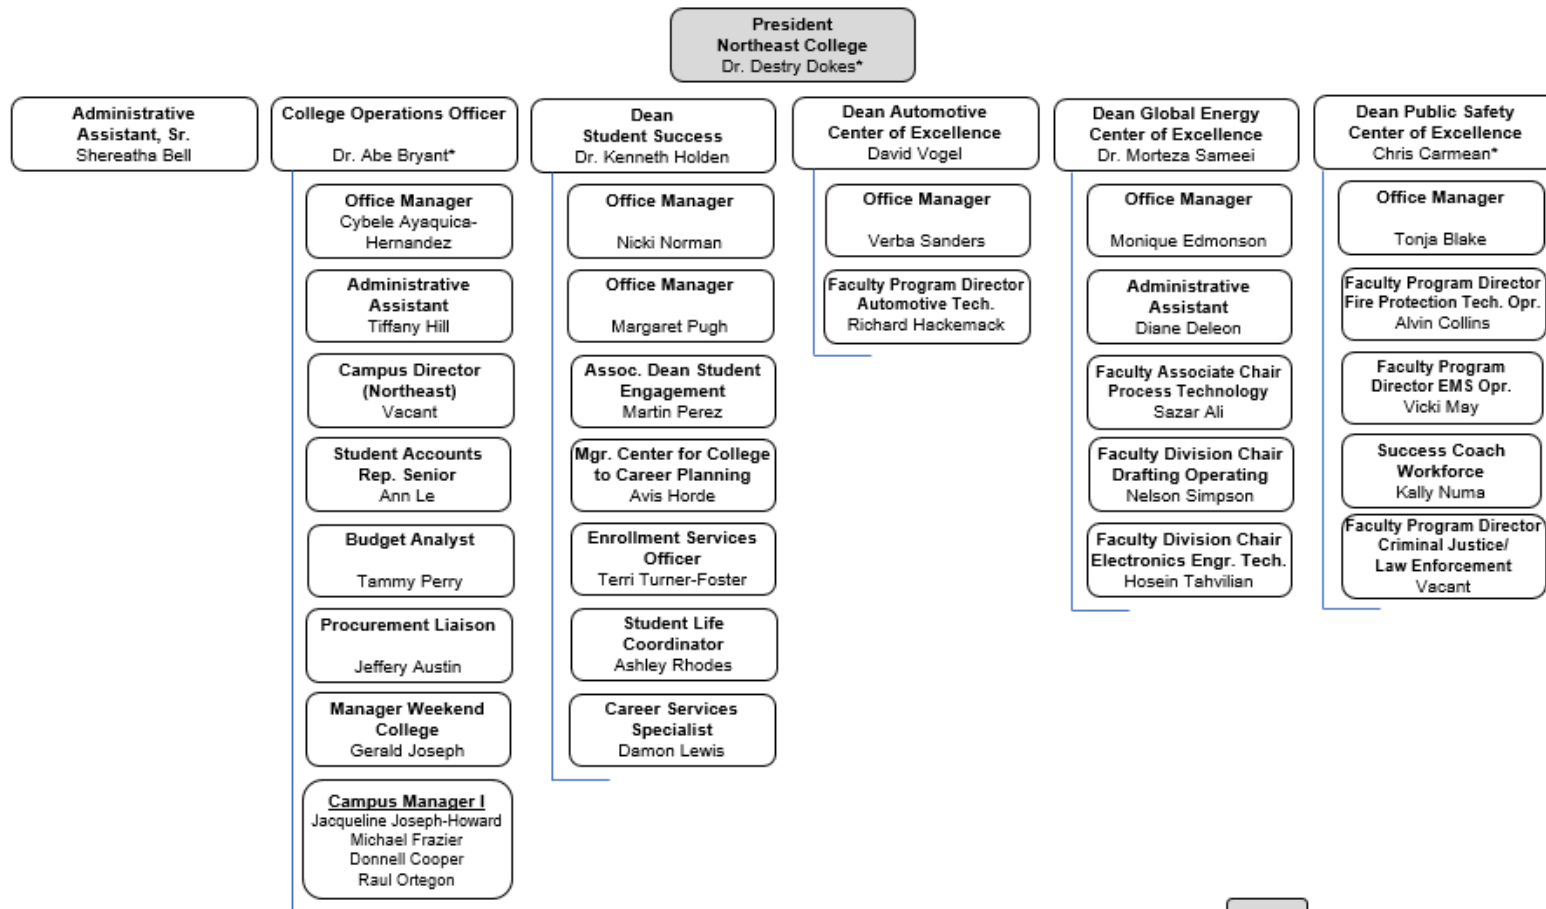 President
Northeast College
Dr. Destry Dokes*
Administrative
Assistant, Sr.
Shereatha Bell
College Operations Officer
Dr. Abe Bryant*
Dean
Student Success
Dr. Kenneth Holden
Dean Automotive
Center of Excellence
David Vogel
Dean Global Energy
Center of Excellence
Dr. Morteza Sameei
Dean Public Safety
Center of Excellence
Chris Carmean*
Office Manager
Cybele Ayaquica-
Hernandez
Administrative
Assistant
Tiffany Hill
Campus Director
(Northeast)
Vacant
Student Accounts
Rep. Senior
Ann Le
Budget Analyst
Tammy Perry
Procurement Liaison
Jeffery Austin
Manager Weekend
College
Gerald Joseph
Campus Manager I
Jacqueline Joseph-Howard
Michael Frazier
Donnell Cooper
Raul Ortegon
Office Manager
Nicki Norman
Office Manager
Margaret Pugh
Assoc. Dean Student
Engagement
Martin Perez
Mgr. Center for College
to Career Planning
Avis Horde
Enrollment Services
Officer
Terri Turner-Foster
Student Life
Coordinator
Ashley Rhodes
Career Services
Specialist
Damon Lewis
Office Manager
Verba Sanders
Faculty Program Director
Automotive Tech.
Richard Hackemack
Office Manager
Monique Edmonson
Administrative
Assistant
Diane Deleon
Faculty Associate Chair
Process Technology
Sazar Ali
Faculty Division Chair
Drafting Operating
Nelson Simpson
Faculty Division Chair
Electronics Engr. Tech.
Hosein Tahvilian
Office Manager
Tonja Blake
Faculty Program Director
Fire Protection Tech. Opr.
Alvin Collins
Faculty Program
Director EMS Opr.
Vicki May
Success Coach
Workforce
Kally Numa
Faculty Program Director
Criminal Justice/
Law Enforcement
Vacant